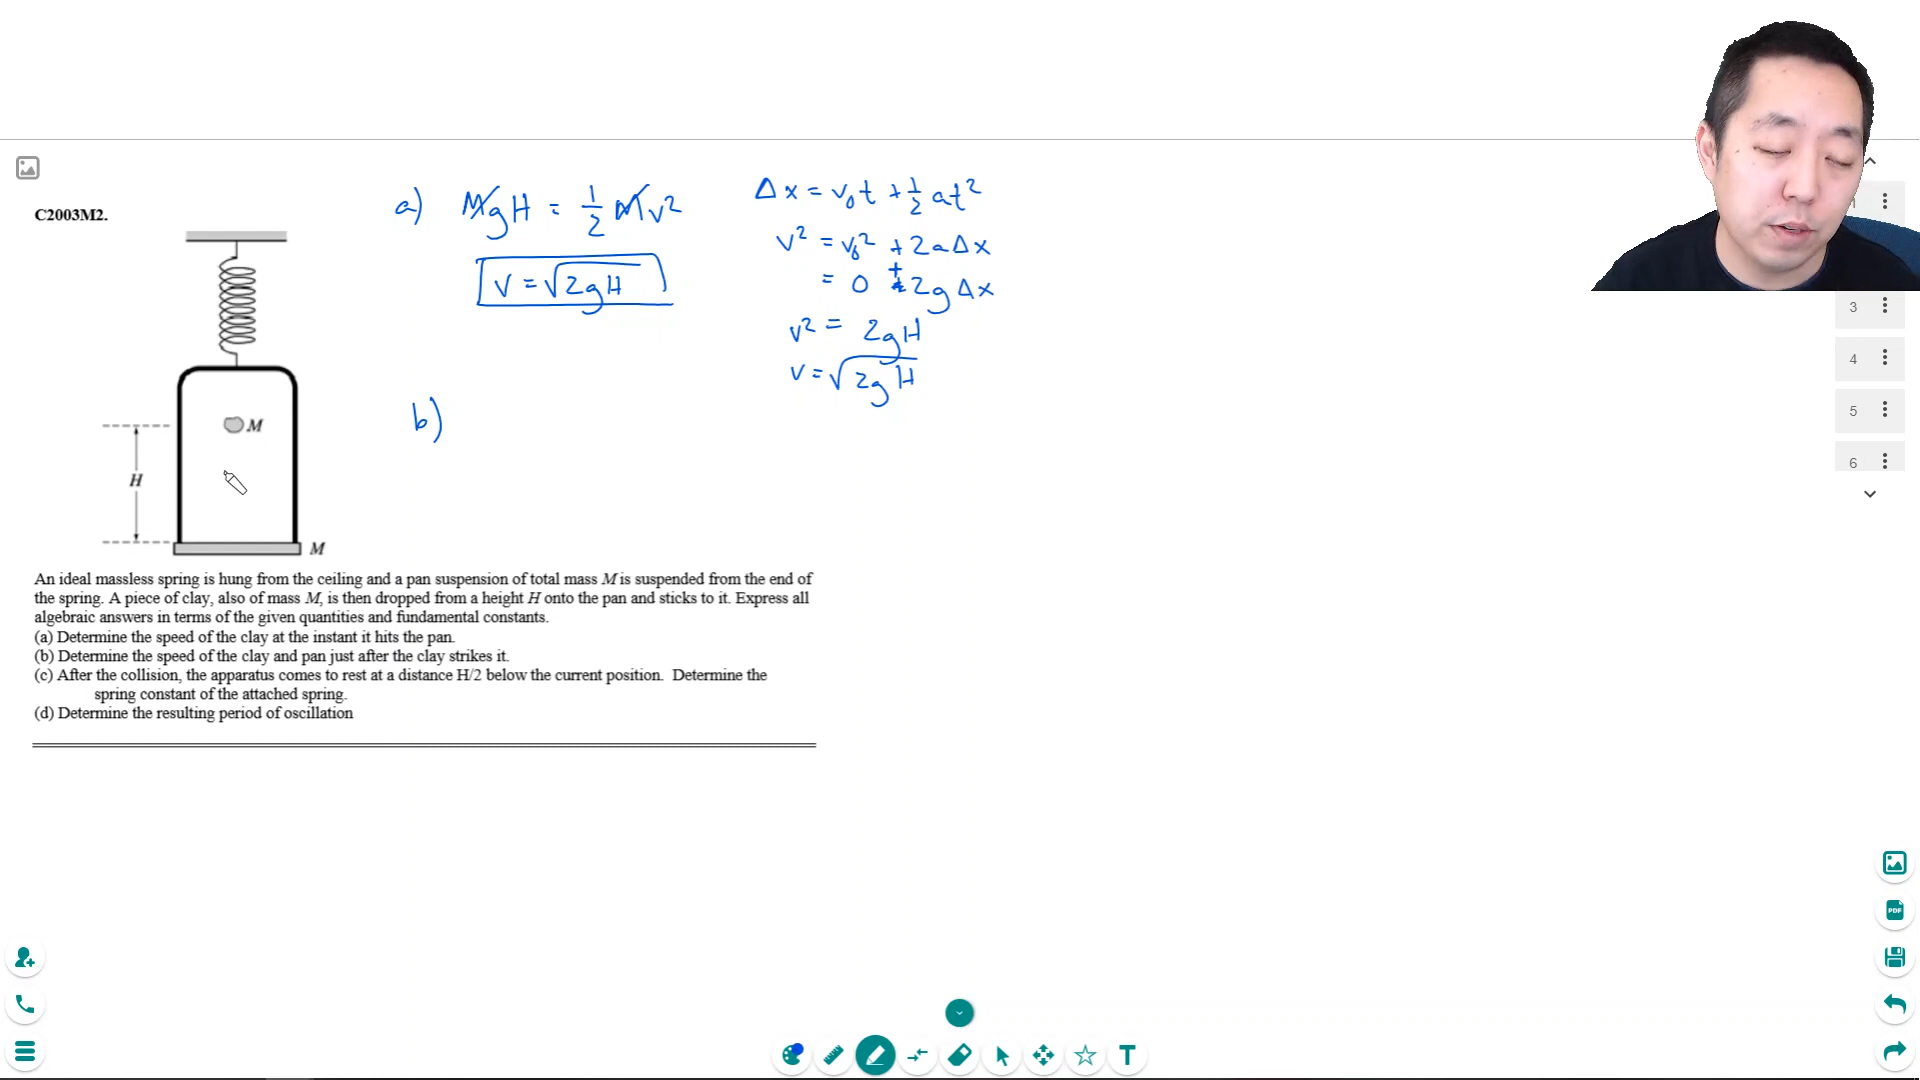 C2003M2.
M
H
M
An ideal massless spring is hung from the ceiling and a pan suspension of total mass M is suspended from the end of
the spring. A piece of clay, also of mass M, is then dropped from a height H onto the pan and sticks to it. Express all
algebraic answers in terms of the given quantities and fundamental constants.
(a) Determine the speed of the clay at the instant it hits the pan.
(b) Determine the speed of the clay and pan just after the clay strikes it.
(c) After the collision, the apparatus comes to rest at a distance H/2 below the current position. Determine the
spring constant of the attached spring.
(d) Determine the resulting period of oscillation
a) MgH = 1/2 Mv²
v = √2gH
Δx = v₀t + 1/2 at²
v² = v₀² + 2aΔx
= 0 + 2gΔx
v² = 2gH
v = √2gH
b)
3
4
5
6
PDF
T